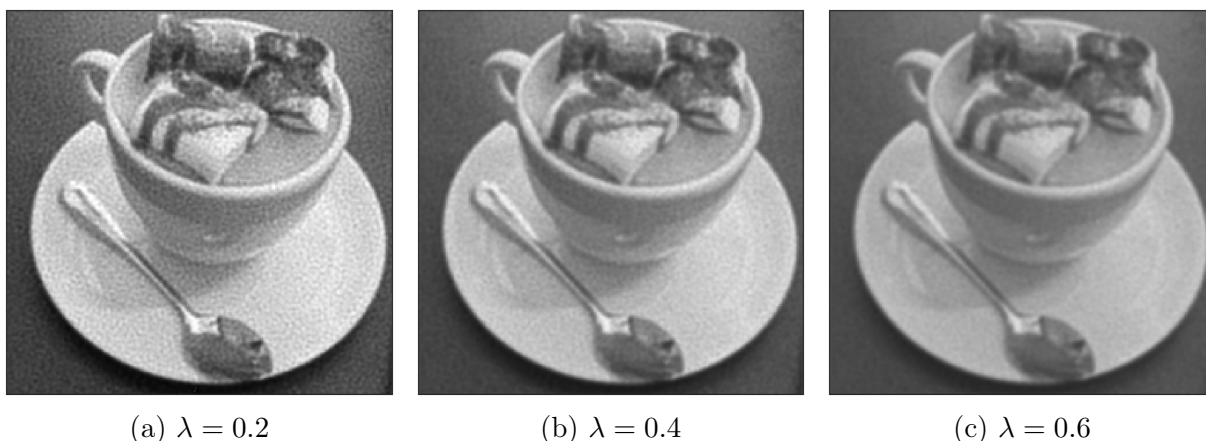 (a) λ = 0.2
(b) λ = 0.4
(c) λ = 0.6